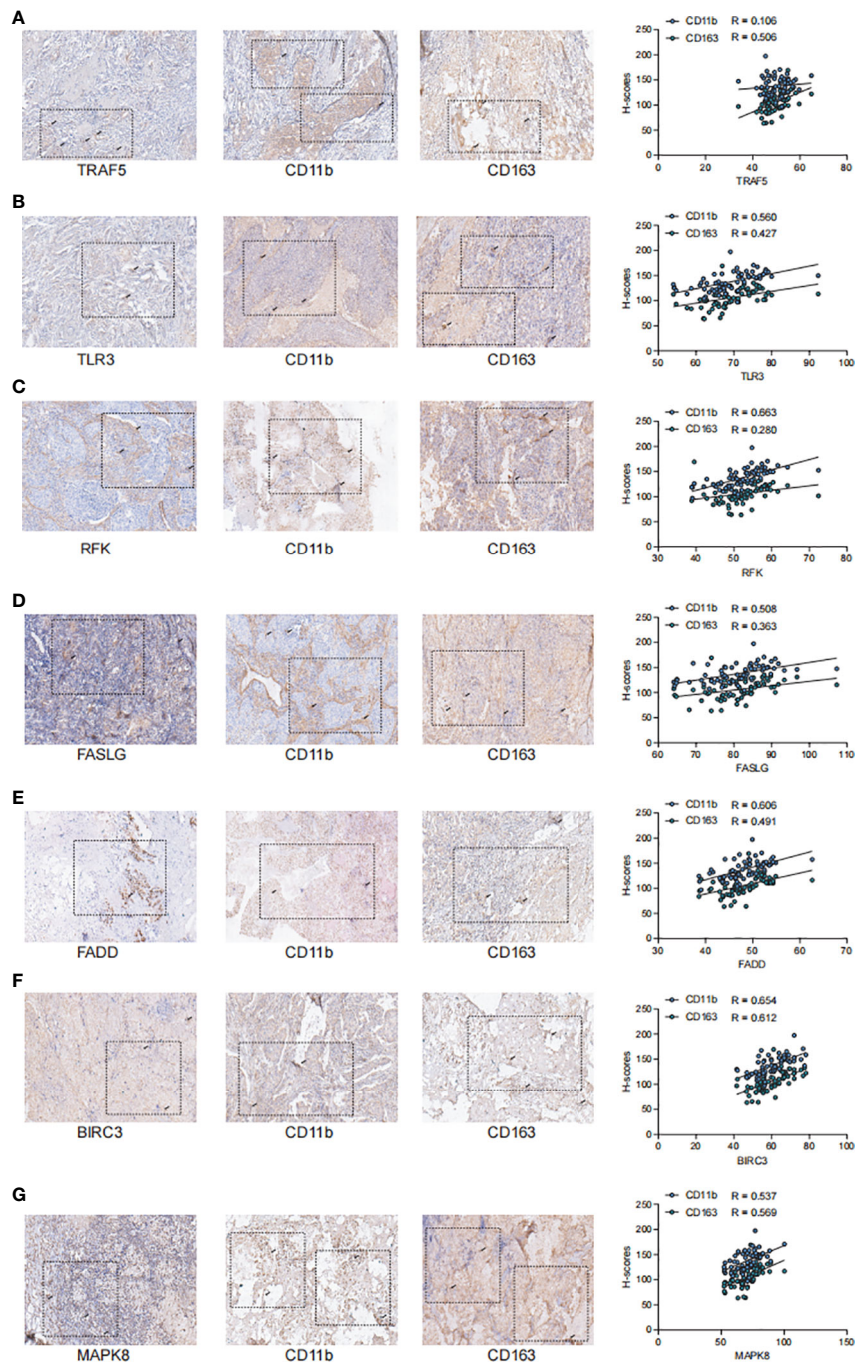 A
TRAF5
CD11b
CD163
CD11b R = 0.106
CD163 R = 0.506
H-scores
250
200
150
100
50
0
0 20 40 60 80
TRAF5
B
TLR3
CD11b
CD163
CD11b R = 0.560
CD163 R = 0.427
H-scores
250
200
150
100
50
0
50 60 70 80 90 100
TLR3
C
RFK
CD11b
CD163
CD11b R = 0.663
CD163 R = 0.280
H-scores
250
200
150
100
50
0
30 40 50 60 70 80
RFK
D
FASLG
CD11b
CD163
CD11b R = 0.508
CD163 R = 0.363
H-scores
250
200
150
100
50
0
60 70 80 90 100 110
FASLG
E
FADD
CD11b
CD163
CD11b R = 0.606
CD163 R = 0.491
H-scores
250
200
150
100
50
0
30 40 50 60 70
FADD
F
BIRC3
CD11b
CD163
CD11b R = 0.654
CD163 R = 0.612
H-scores
250
200
150
100
50
0
0 20 40 60 80 100
BIRC3
G
MAPK8
CD11b
CD163
CD11b R = 0.537
CD163 R = 0.569
H-scores
250
200
150
100
50
0
0 50 100 150
MAPK8